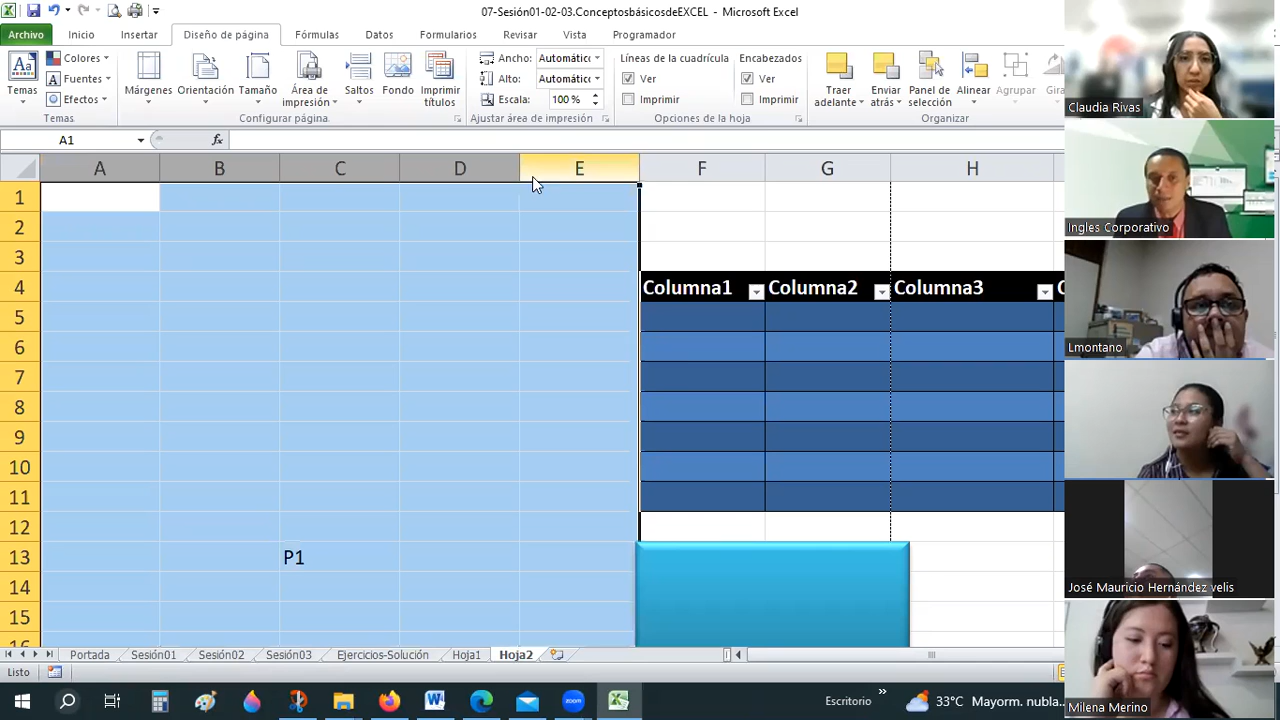 07-Sesión01-02-03.ConceptosbásicosdeEXCEL - Microsoft Excel
Archivo Inicio Insertar Diseño de página Fórmulas Datos Formularios Revisar Vista Programador
Aa Temas
Colores
Fuentes
Efectos
Temas
Márgenes Orientación Tamaño Área de impresión Saltos Fondo Imprimir títulos
Configurar página
Ancho: Automátic
Alto: Automátic
Escala: 100 %
Ajustar área de impresión
Líneas de la cuadrícula
Ver
Imprimir
Encabezados
Ver
Imprimir
Opciones de la hoja
Traer adelante Enviar atrás Panel de selección Alinear Agrupar Gira
Organizar
A1 fx
A B C D E F G H
1
2
3
4 Columna1 Columna2 Columna3 C
5
6
7
8
9
10
11
12
13 P1
14
15
16
Portada Sesión01 Sesión02 Sesión03 Ejercicios-Solución Hoja1 Hoja2
Listo
Escritorio » 33°C Mayorm. nubla...
Claudia Rivas
Ingles Corporativo
Lmontano
José Mauricio Hernández velis
Milena Merino